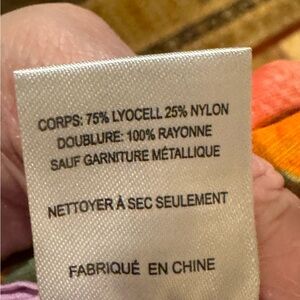 CORPS: 75% LYOCELL 25% NYLON
DOUBLURE: 100% RAYONNE
SAUF GARNITURE MÉTALLIQUE
NETTOYER À SEC SEULEMENT
FABRIQUÉ EN CHINE